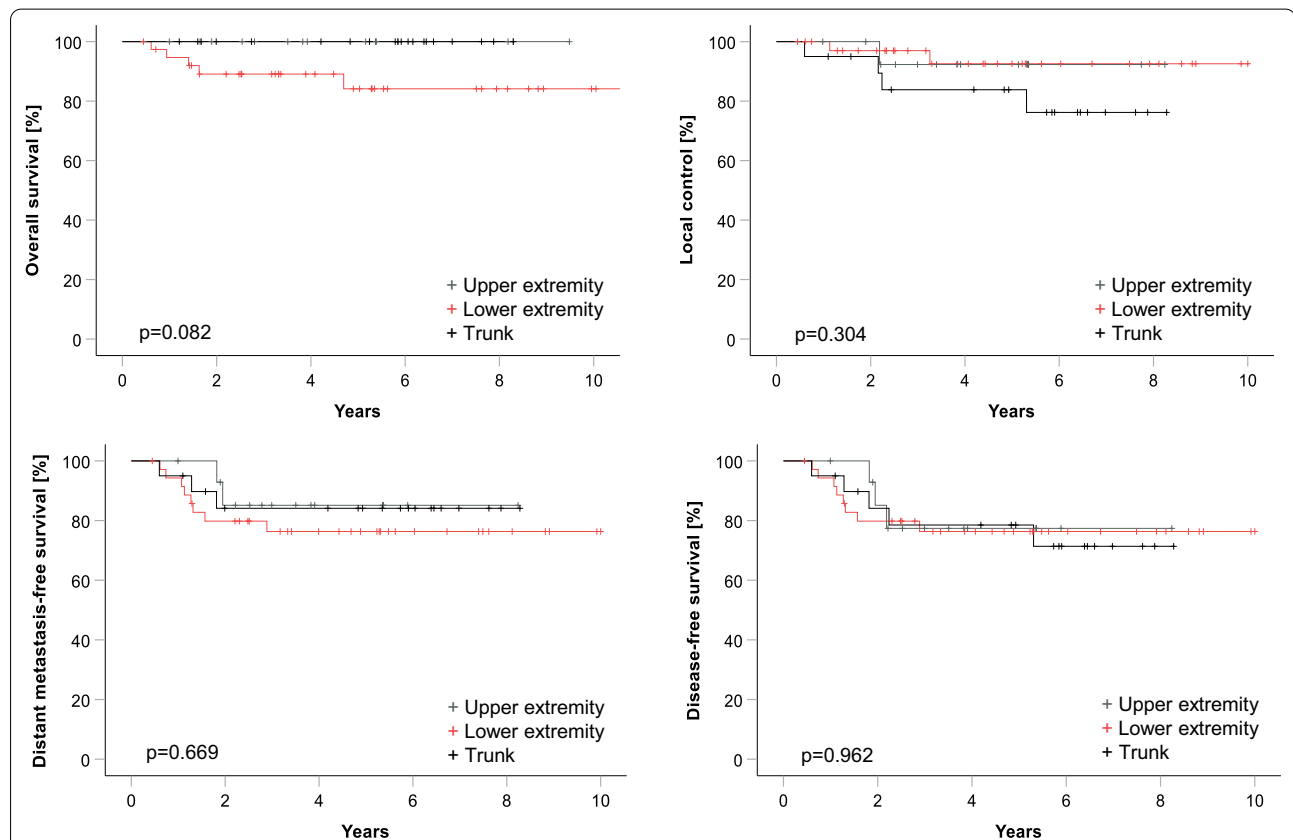 Overall survival [%]
100
80
60
40
20
0
Upper extremity
Lower extremity
Trunk
p=0.082
0 2 4 6 8 10
Years
Local control [%]
100
80
60
40
20
0
Upper extremity
Lower extremity
Trunk
p=0.304
0 2 4 6 8 10
Years
Distant metastasis-free survival [%]
100
80
60
40
20
0
Upper extremity
Lower extremity
Trunk
p=0.669
0 2 4 6 8 10
Years
Disease-free survival [%]
100
80
60
40
20
0
Upper extremity
Lower extremity
Trunk
p=0.962
0 2 4 6 8 10
Years